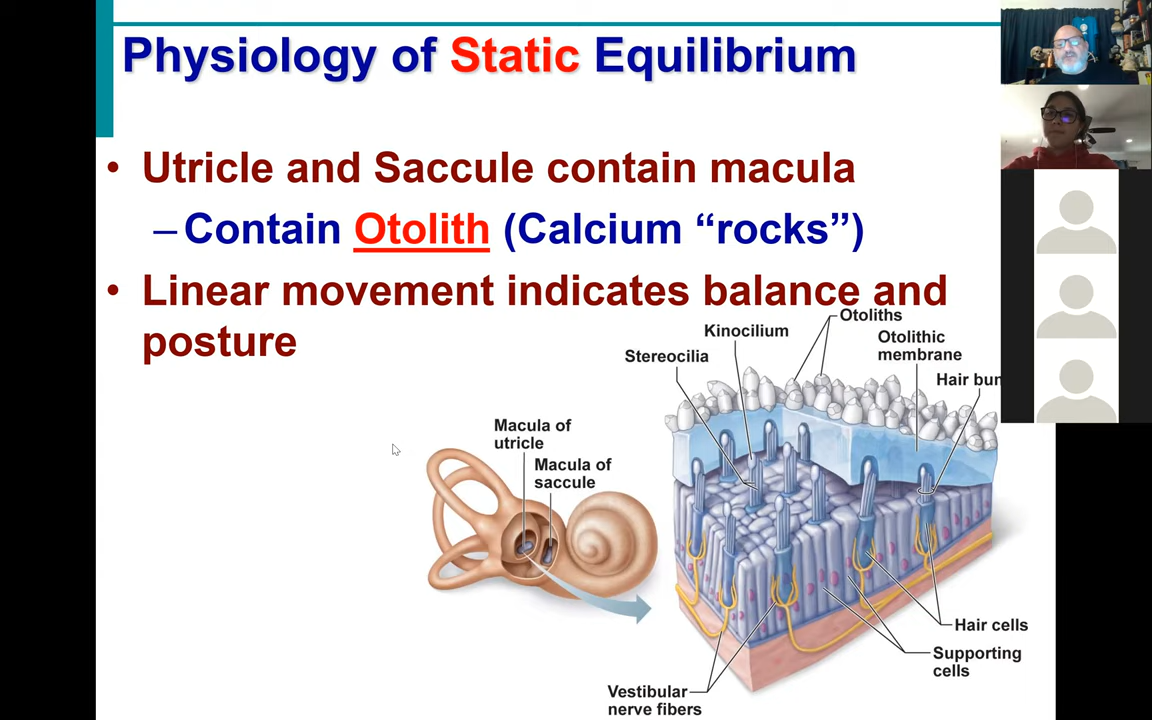 Physiology of Static Equilibrium
• Utricle and Saccule contain macula
– Contain Otolith (Calcium “rocks”)
• Linear movement indicates balance and
posture
Otoliths
Kinocilium
Otolithic
membrane
Stereocilia
Hair bun
Macula of
utricle
Macula of
saccule
Hair cells
Supporting
cells
Vestibular
nerve fibers